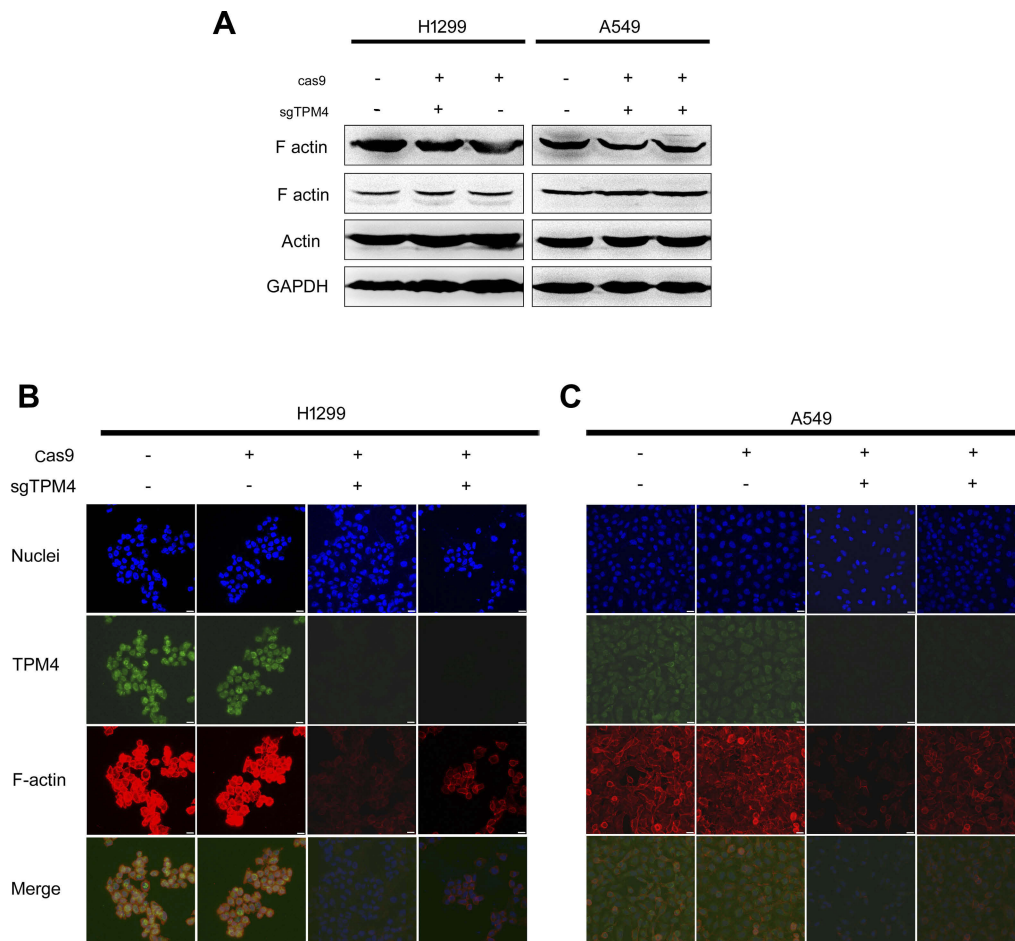 A
H1299 A549
cas9 - + + - + +
sgTPM4 - + - - + +
F actin
F actin
Actin
GAPDH
B
H1299
Cas9 - + + +
sgTPM4 - - + +
Nuclei
TPM4
F-actin
Merge
C
A549
- + + +
- - + +